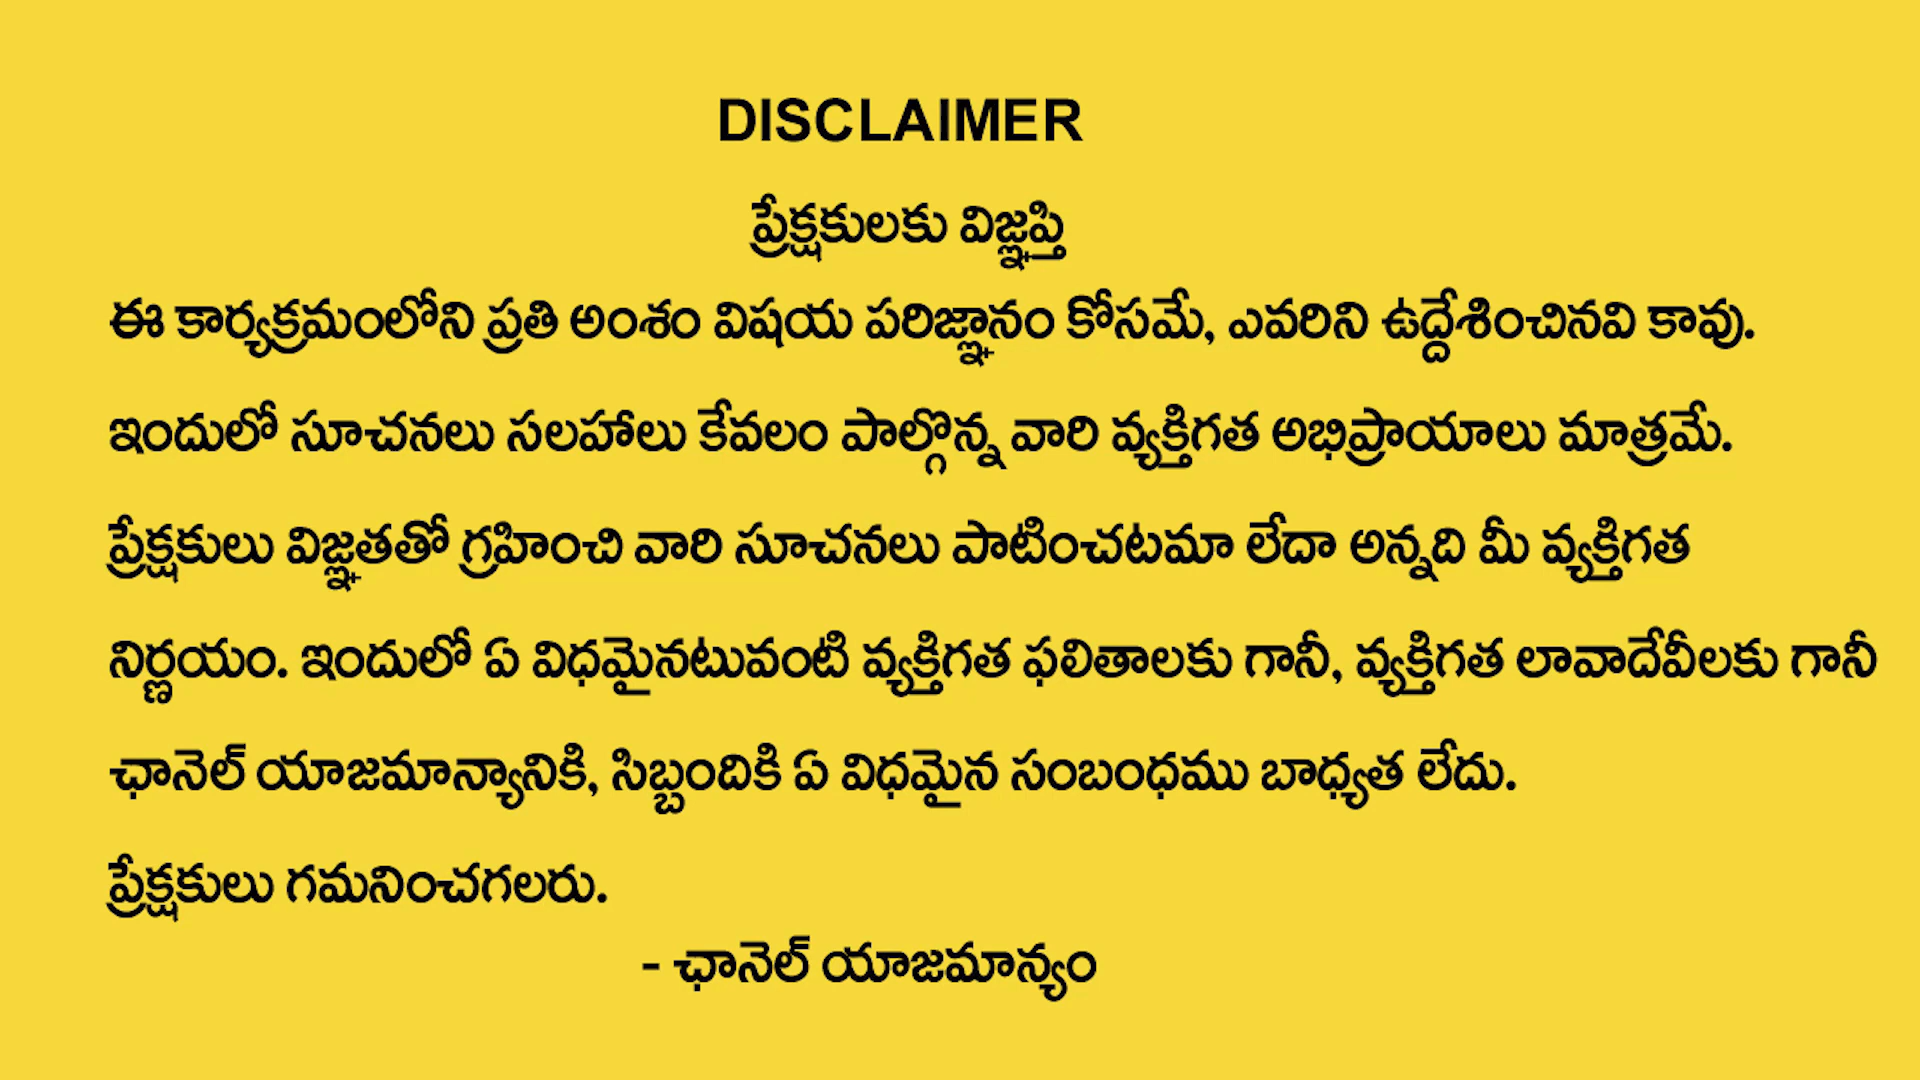 DISCLAIMER
ప్రేక్షకులకు విజ్ఞప్తి
ఈ కార్యక్రమంలోని ప్రతి అంశం విషయ పరిజ్ఞానం కోసమే, ఎవరిని ఉద్దేశించినవి కావు.
ఇందులో సూచనలు సలహాలు కేవలం పాల్గొన్న వారి వ్యక్తిగత అభిప్రాయాలు మాత్రమే.
ప్రేక్షకులు విజ్ఞతతో గ్రహించి వారి సూచనలు పాటించటమా లేదా అన్నది మీ వ్యక్తిగత
నిర్ణయం. ఇందులో ఏ విధమైనటువంటి వ్యక్తిగత ఫలితాలకు గానీ, వ్యక్తిగత లావాదేవీలకు గానీ
ఛానెల్ యాజమాన్యానికి, సిబ్బందికి ఏ విధమైన సంబంధము బాధ్యత లేదు.
ప్రేక్షకులు గమనించగలరు.
- ఛానెల్ యాజమాన్యం